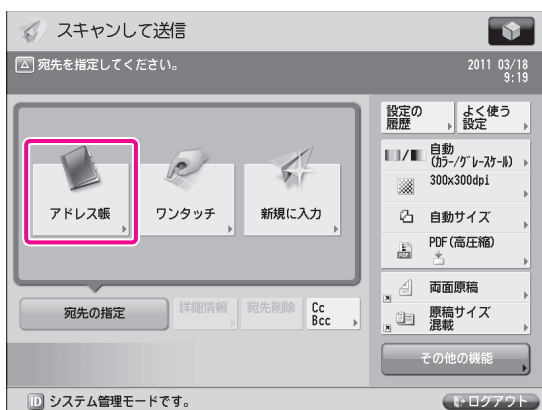 スキャンして送信
宛先を指定してください。
2011 03/18
9:19
アドレス帳
ワンタッチ
新規に入力
宛先の指定
詳細情報
宛先削除
Cc
Bcc
設定の
履歴
よく使う
設定
自動
(カラー/グレースケール)
300x300dpi
自動サイズ
PDF(高圧縮)
両面原稿
原稿サイズ
混載
その他の機能
ID システム管理モードです。
ログアウト